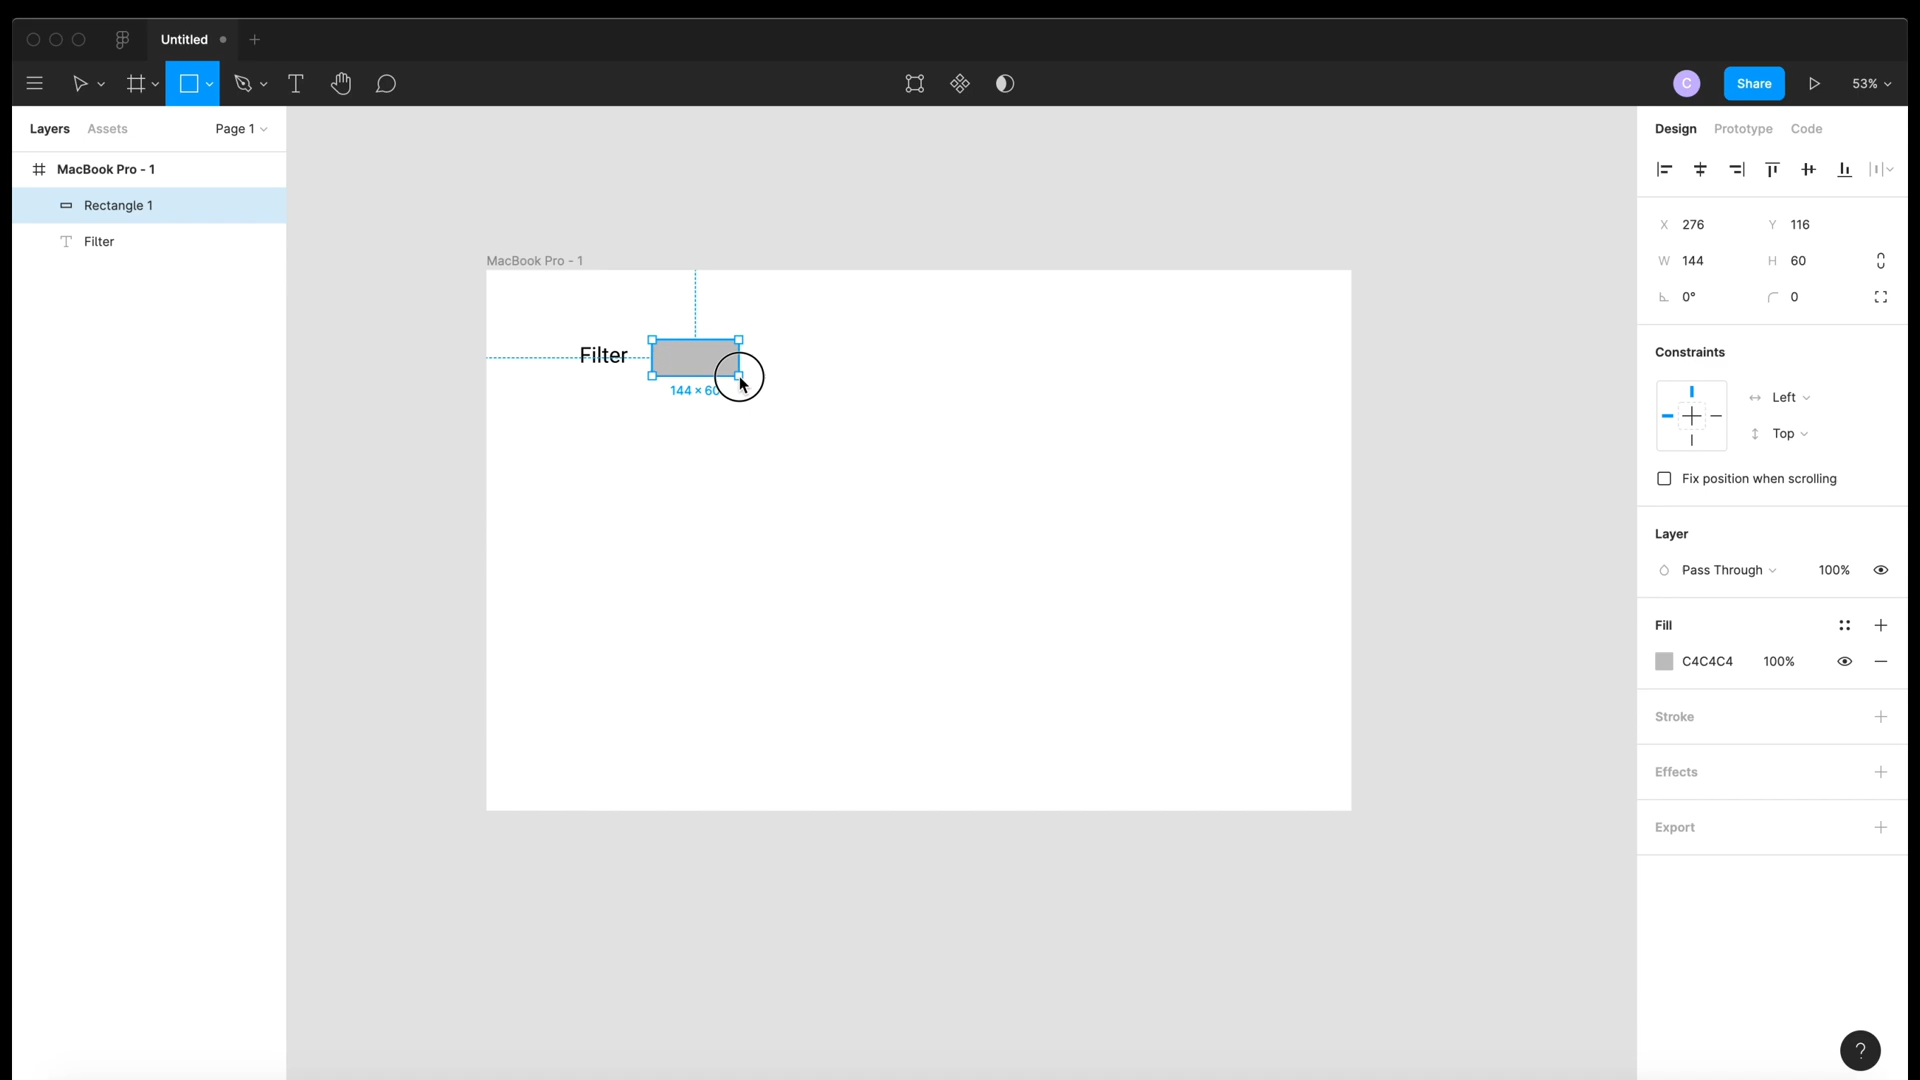 Untitled
C
Share
53%
Layers
Assets
Page 1
Design
Prototype
Code
MacBook Pro - 1
Rectangle 1
Filter
MacBook Pro - 1
Filter
144 × 60
X 276
Y 116
W 144
H 60
0°
0
Constraints
Left
Top
Fix position when scrolling
Layer
Pass Through
100%
Fill
C4C4C4
100%
Stroke
Effects
Export
?